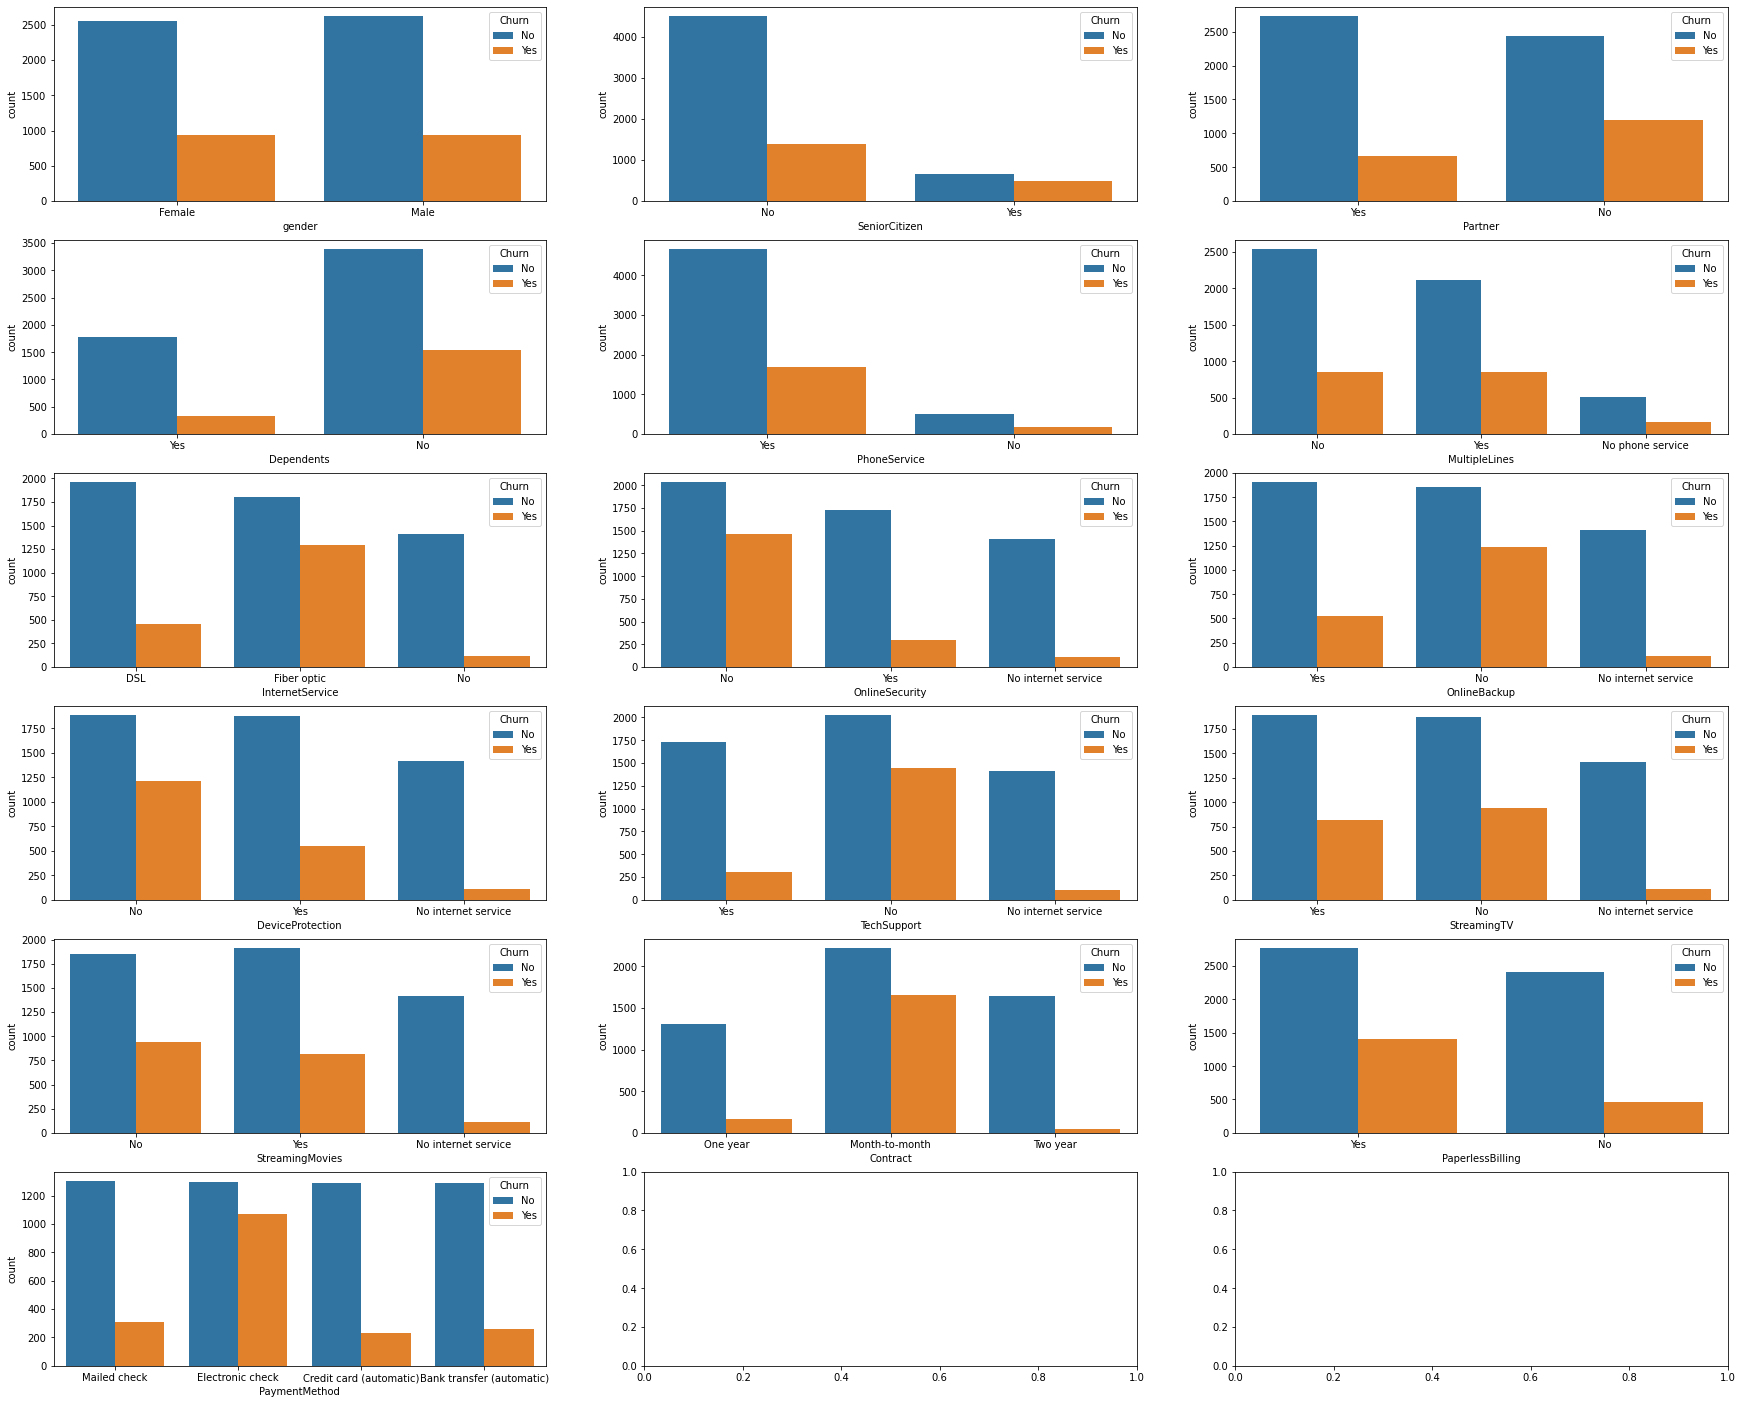 Churn
No
Yes
2500
2000
1500
1000
500
0
count
Female Male
gender
Churn
No
Yes
4000
3000
2000
1000
0
count
No Yes
SeniorCitizen
Churn
No
Yes
2500
2000
1500
1000
500
0
count
Yes No
Partner
Churn
No
Yes
3500
3000
2500
2000
1500
1000
500
0
count
Yes No
Dependents
Churn
No
Yes
4000
3000
2000
1000
0
count
Yes No
PhoneService
Churn
No
Yes
2500
2000
1500
1000
500
0
count
No Yes No phone service
MultipleLines
Churn
No
Yes
2000
1750
1500
1250
1000
750
500
250
0
count
DSL Fiber optic No
InternetService
Churn
No
Yes
2000
1750
1500
1250
1000
750
500
250
0
count
No Yes No internet service
OnlineSecurity
Churn
No
Yes
2000
1750
1500
1250
1000
750
500
250
0
count
Yes No No internet service
OnlineBackup
Churn
No
Yes
1750
1500
1250
1000
750
500
250
0
count
No Yes No internet service
DeviceProtection
Churn
No
Yes
2000
1750
1500
1250
1000
750
500
250
0
count
Yes No No internet service
TechSupport
Churn
No
Yes
1750
1500
1250
1000
750
500
250
0
count
Yes No No internet service
StreamingTV
Churn
No
Yes
2000
1750
1500
1250
1000
750
500
250
0
count
No Yes No internet service
StreamingMovies
Churn
No
Yes
2000
1500
1000
500
0
count
One year Month-to-month Two year
Contract
Churn
No
Yes
2500
2000
1500
1000
500
0
count
Yes No
PaperlessBilling
Churn
No
Yes
1200
1000
800
600
400
200
0
count
Mailed check Electronic check Credit card (automatic) Bank transfer (automatic)
PaymentMethod
1.0
0.8
0.6
0.4
0.2
0.0
0.0 0.2 0.4 0.6 0.8 1.0
1.0
0.8
0.6
0.4
0.2
0.0
0.0 0.2 0.4 0.6 0.8 1.0